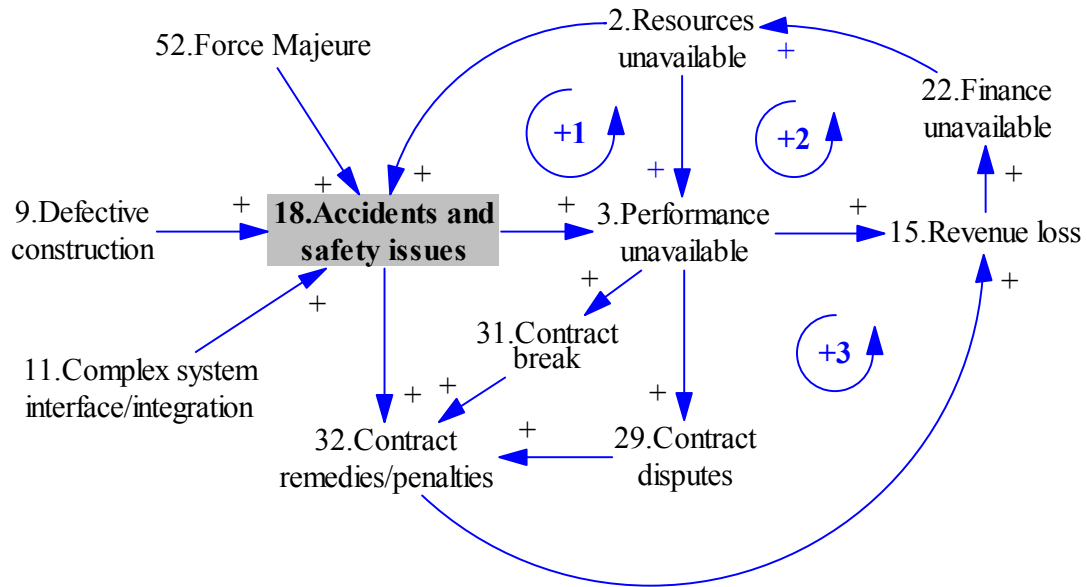 2.Resources
unavailable
52.Force Majeure
+
22.Finance
unavailable
+1
+2
+
+
+
+
+
+
+
9.Defective
construction
18.Accidents and
safety issues
3.Performance
unavailable
15.Revenue loss
+
+
+
31.Contract
break
+3
11.Complex system
interface/integration
+
+
+
+
32.Contract
remedies/penalties
29.Contract
disputes